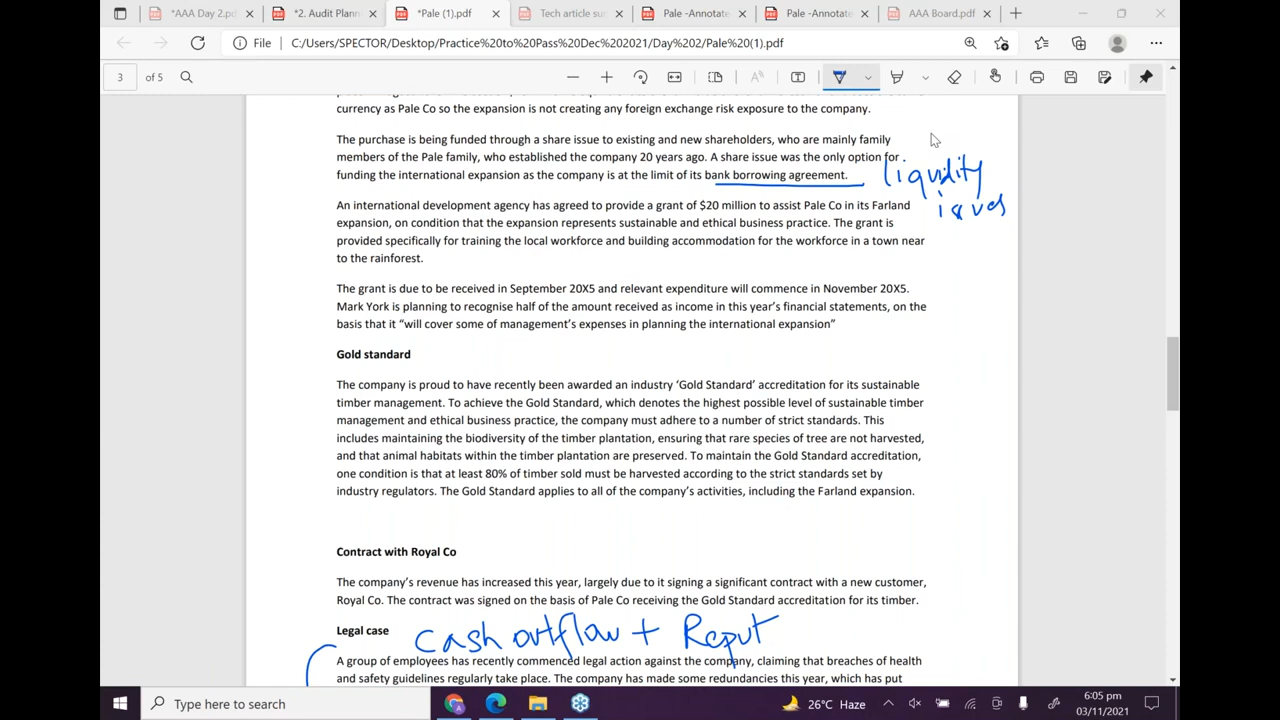 *AAA Day 2.pd
*2. Audit Plann
*Pale (1).pdf
Tech article sur
Pale -Annotate
Pale -Annotate
AAA Board.pdf
File
C:/Users/SPECTOR/Desktop/Practice%20to%20Pass%20Dec%202021/Day%202/Pale%20(1).pdf
3 of 5
currency as Pale Co so the expansion is not creating any foreign exchange risk exposure to the company.
The purchase is being funded through a share issue to existing and new shareholders, who are mainly family
members of the Pale family, who established the company 20 years ago. A share issue was the only option for
funding the international expansion as the company is at the limit of its bank borrowing agreement.
liquidity
issues
An international development agency has agreed to provide a grant of $20 million to assist Pale Co in its Farland
expansion, on condition that the expansion represents sustainable and ethical business practice. The grant is
provided specifically for training the local workforce and building accommodation for the workforce in a town near
to the rainforest.
The grant is due to be received in September 20X5 and relevant expenditure will commence in November 20X5.
Mark York is planning to recognise half of the amount received as income in this year's financial statements, on the
basis that it “will cover some of management's expenses in planning the international expansion”
Gold standard
The company is proud to have recently been awarded an industry ‘Gold Standard’ accreditation for its sustainable
timber management. To achieve the Gold Standard, which denotes the highest possible level of sustainable timber
management and ethical business practice, the company must adhere to a number of strict standards. This
includes maintaining the biodiversity of the timber plantation, ensuring that rare species of tree are not harvested,
and that animal habitats within the timber plantation are preserved. To maintain the Gold Standard accreditation,
one condition is that at least 80% of timber sold must be harvested according to the strict standards set by
industry regulators. The Gold Standard applies to all of the company's activities, including the Farland expansion.
Contract with Royal Co
The company's revenue has increased this year, largely due to it signing a significant contract with a new customer,
Royal Co. The contract was signed on the basis of Pale Co receiving the Gold Standard accreditation for its timber.
Legal case
Cash outflow + Reput
A group of employees has recently commenced legal action against the company, claiming that breaches of health
and safety guidelines regularly take place. The company has made some redundancies this year, which has put
Type here to search
26°C Haze
6:05 pm
03/11/2021